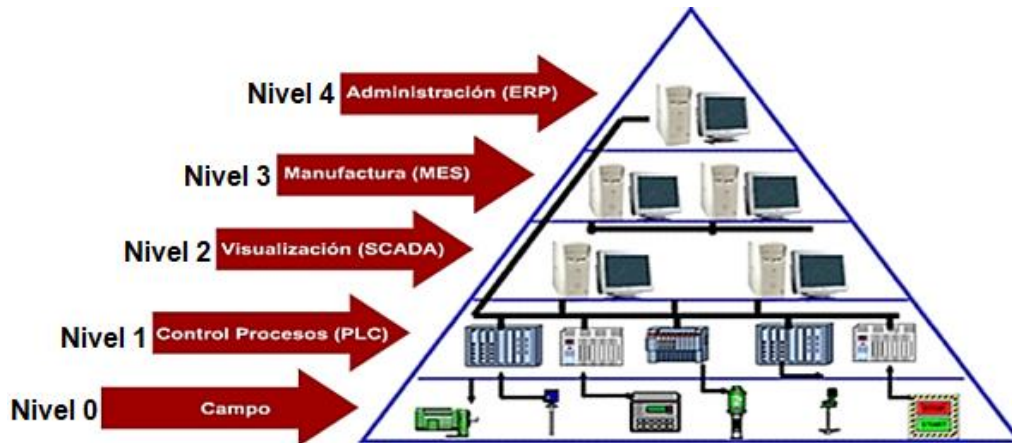 Nivel 4 Administración (ERP)
Nivel 3 Manufactura (MES)
Nivel 2 Visualización (SCADA)
Nivel 1 Control Procesos (PLC)
Nivel 0 Campo
START